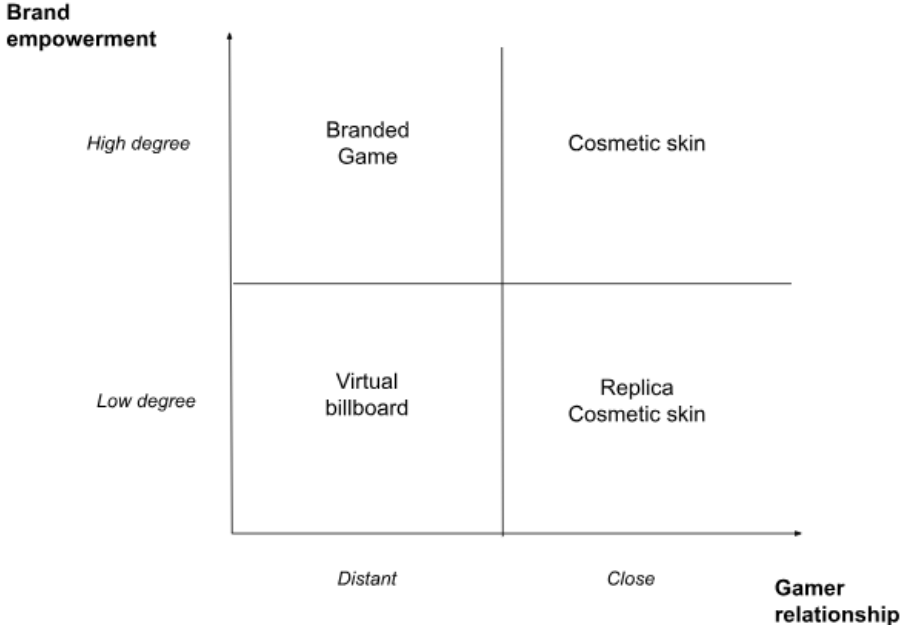 Brand
empowerment
High degree
Branded
Game
Cosmetic skin
Low degree
Virtual
billboard
Replica
Cosmetic skin
Distant
Close
Gamer
relationship